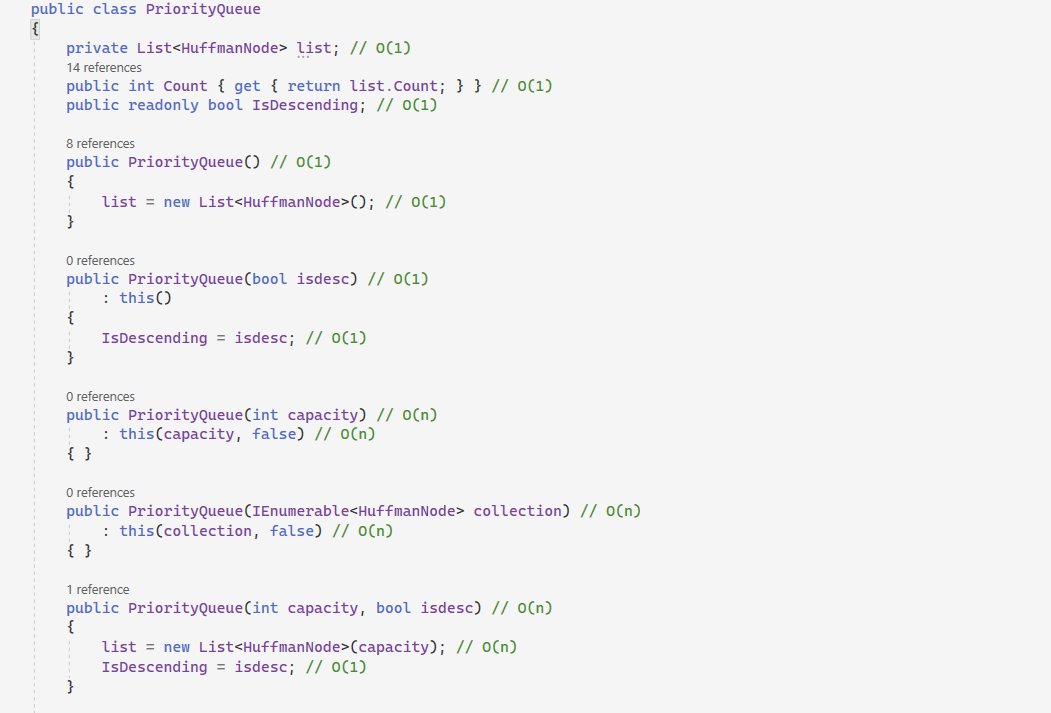 public class PriorityQueue
{
private List<HuffmanNode> list; // O(1)
14 references
public int Count { get { return list.Count; } } // O(1)
public readonly bool IsDescending; // O(1)
8 references
public PriorityQueue() // O(1)
{
list = new List<HuffmanNode>(); // O(1)
}
0 references
public PriorityQueue(bool isdesc) // O(1)
: this()
{
IsDescending = isdesc; // O(1)
}
0 references
public PriorityQueue(int capacity) // O(n)
: this(capacity, false) // O(n)
{ }
0 references
public PriorityQueue(IEnumerable<HuffmanNode> collection) // O(n)
: this(collection, false) // O(n)
{ }
1 reference
public PriorityQueue(int capacity, bool isdesc) // O(n)
{
list = new List<HuffmanNode>(capacity); // O(n)
IsDescending = isdesc; // O(1)
}